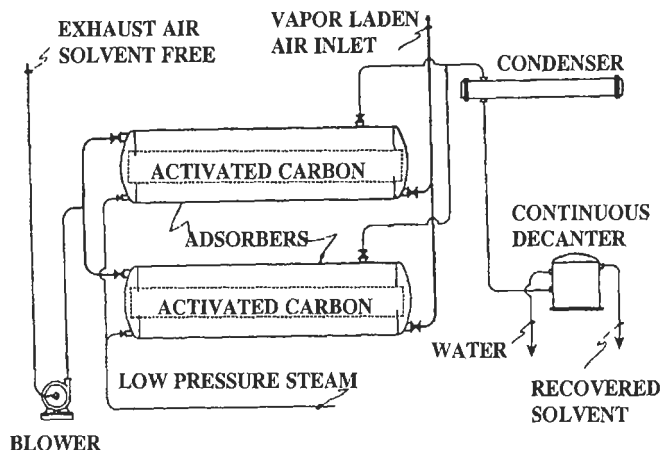 EXHAUST AIR
SOLVENT FREE
VAPOR LADEN
AIR INLET
CONDENSER
ACTIVATED CARBON
ADSORBERS
CONTINUOUS
DECANTER
ACTIVATED CARBON
WATER
LOW PRESSURE STEAM
RECOVERED
SOLVENT
BLOWER